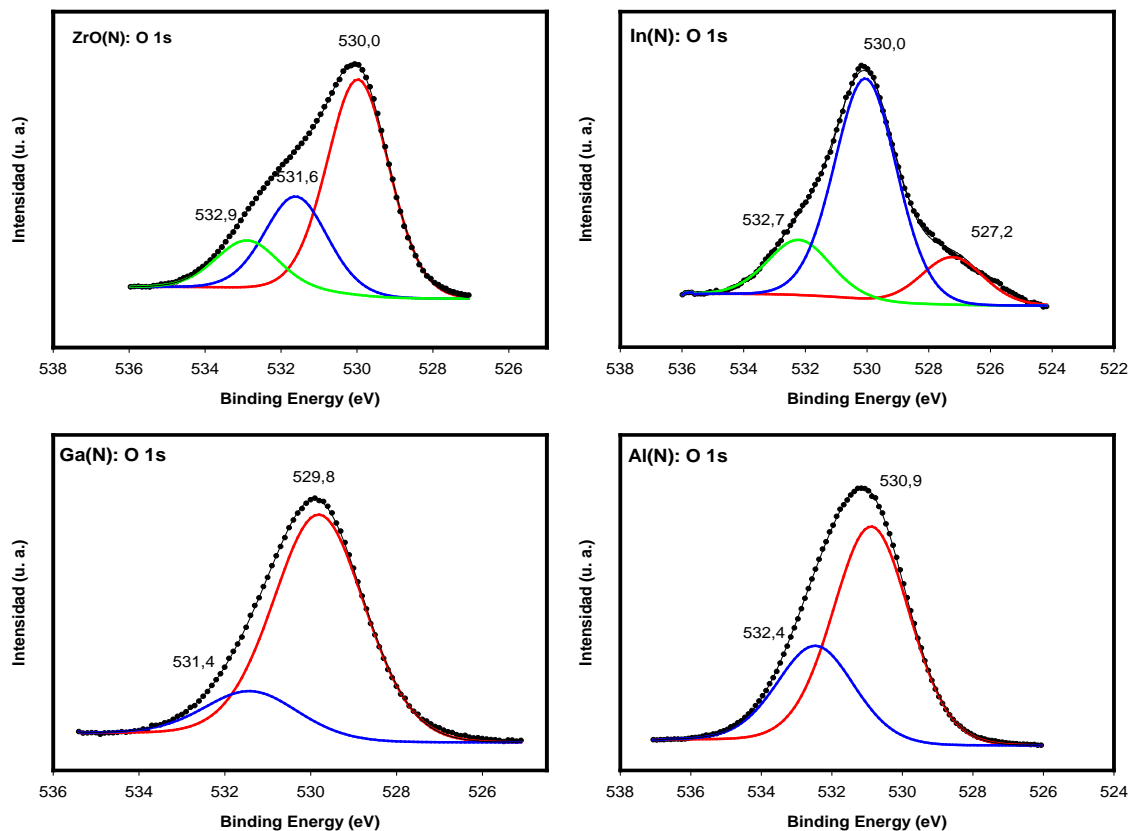 ZrO(N): O 1s
530,0
531,6
532,9
Intensidad (u. a.)
538 536 534 532 530 528 526
Binding Energy (eV)
In(N): O 1s
530,0
532,7
527,2
Intensidad (u. a.)
538 536 534 532 530 528 526 524 522
Binding Energy (eV)
Ga(N): O 1s
529,8
531,4
Intensidad (u. a.)
536 534 532 530 528 526
Binding Energy (eV)
Al(N): O 1s
530,9
532,4
Intensidad (u. a.)
538 536 534 532 530 528 526 524
Binding Energy (eV)